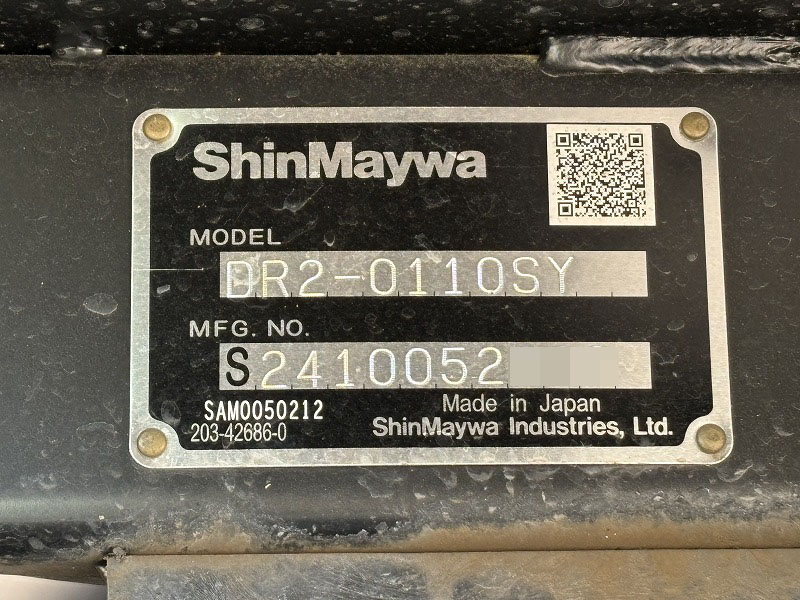 ShinMaywa
MODEL
DR2-0110SY
MFG. NO.
S2410052
SAM0050212
203-42686-0
Made in Japan
ShinMaywa Industries, Ltd.